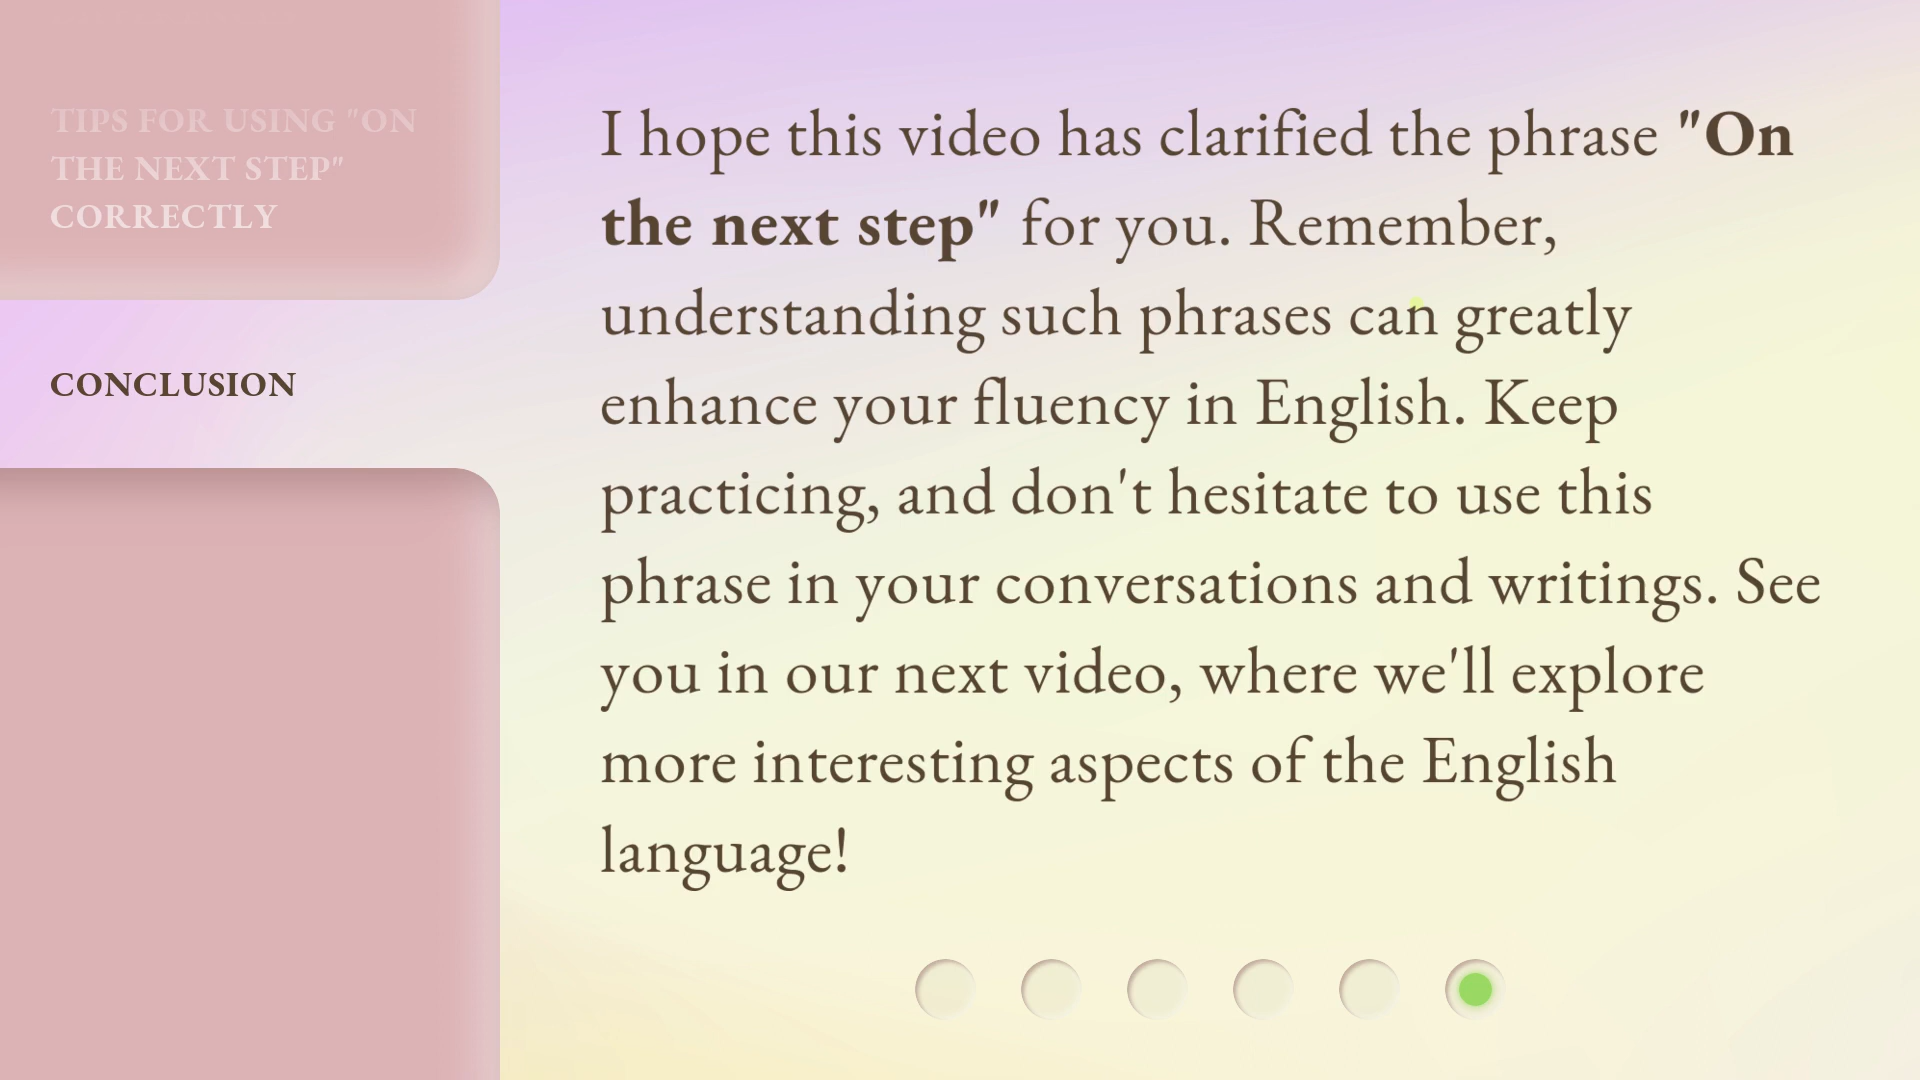 TIPS FOR USING "ON
THE NEXT STEP"
CORRECTLY
CONCLUSION
I hope this video has clarified the phrase "On
the next step" for you. Remember,
understanding such phrases can greatly
enhance your fluency in English. Keep
practicing, and don't hesitate to use this
phrase in your conversations and writings. See
you in our next video, where we'll explore
more interesting aspects of the English
language!